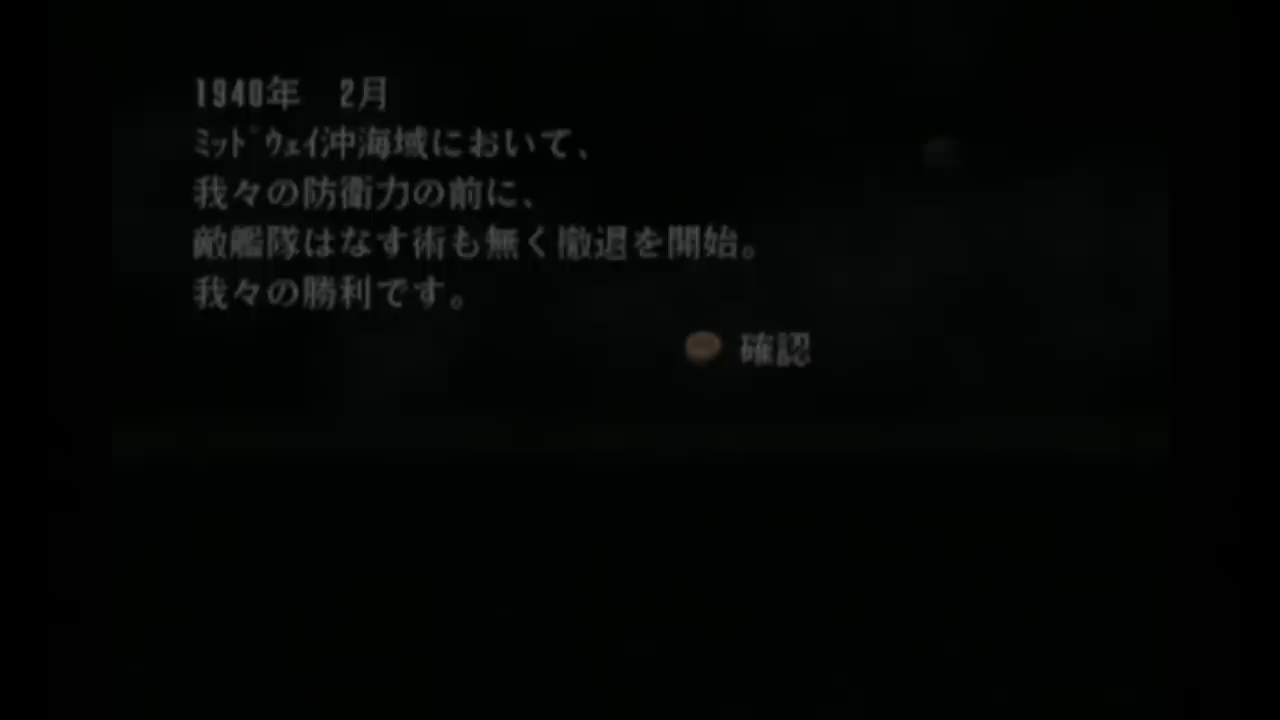 1940年　2月
ﾐｯﾄﾞｳｪｲ沖海域において、
我々の防衛力の前に、
敵艦隊はなす術も無く撤退を開始。
我々の勝利です。
確認